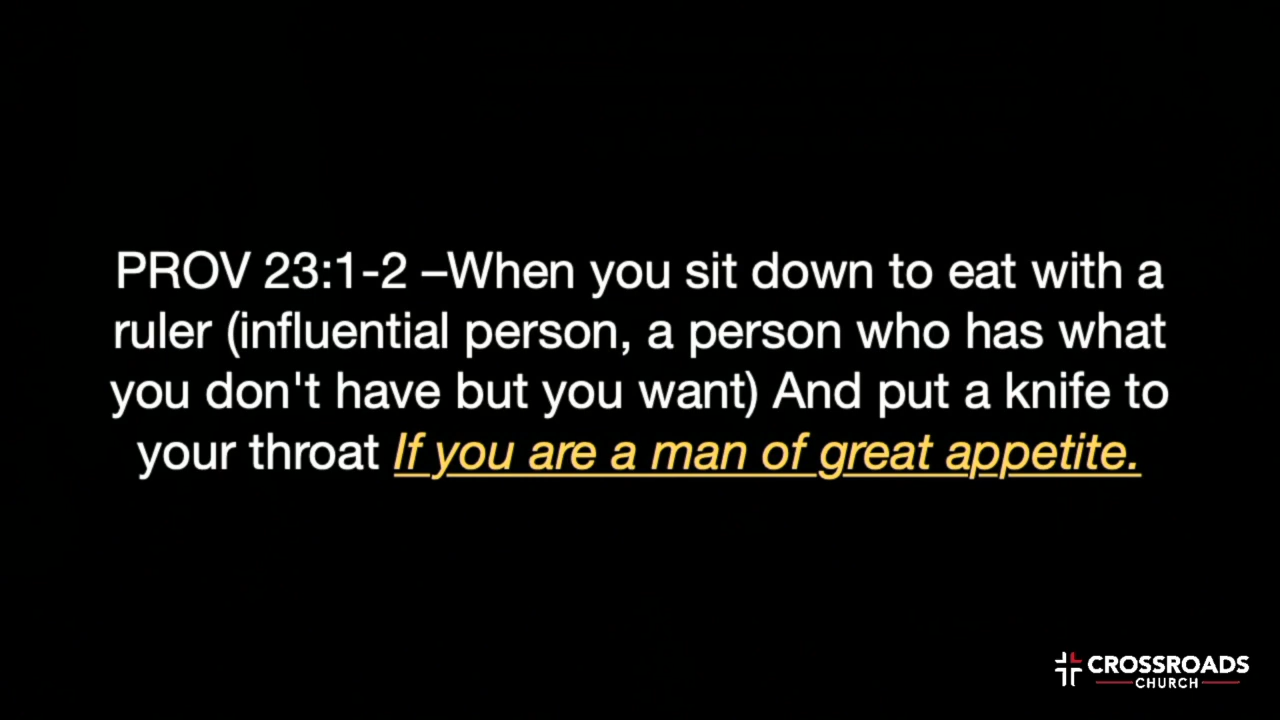 PROV 23:1-2 –When you sit down to eat with a
ruler (influential person, a person who has what
you don't have but you want) And put a knife to
your throat If you are a man of great appetite.
CROSSROADS
CHURCH